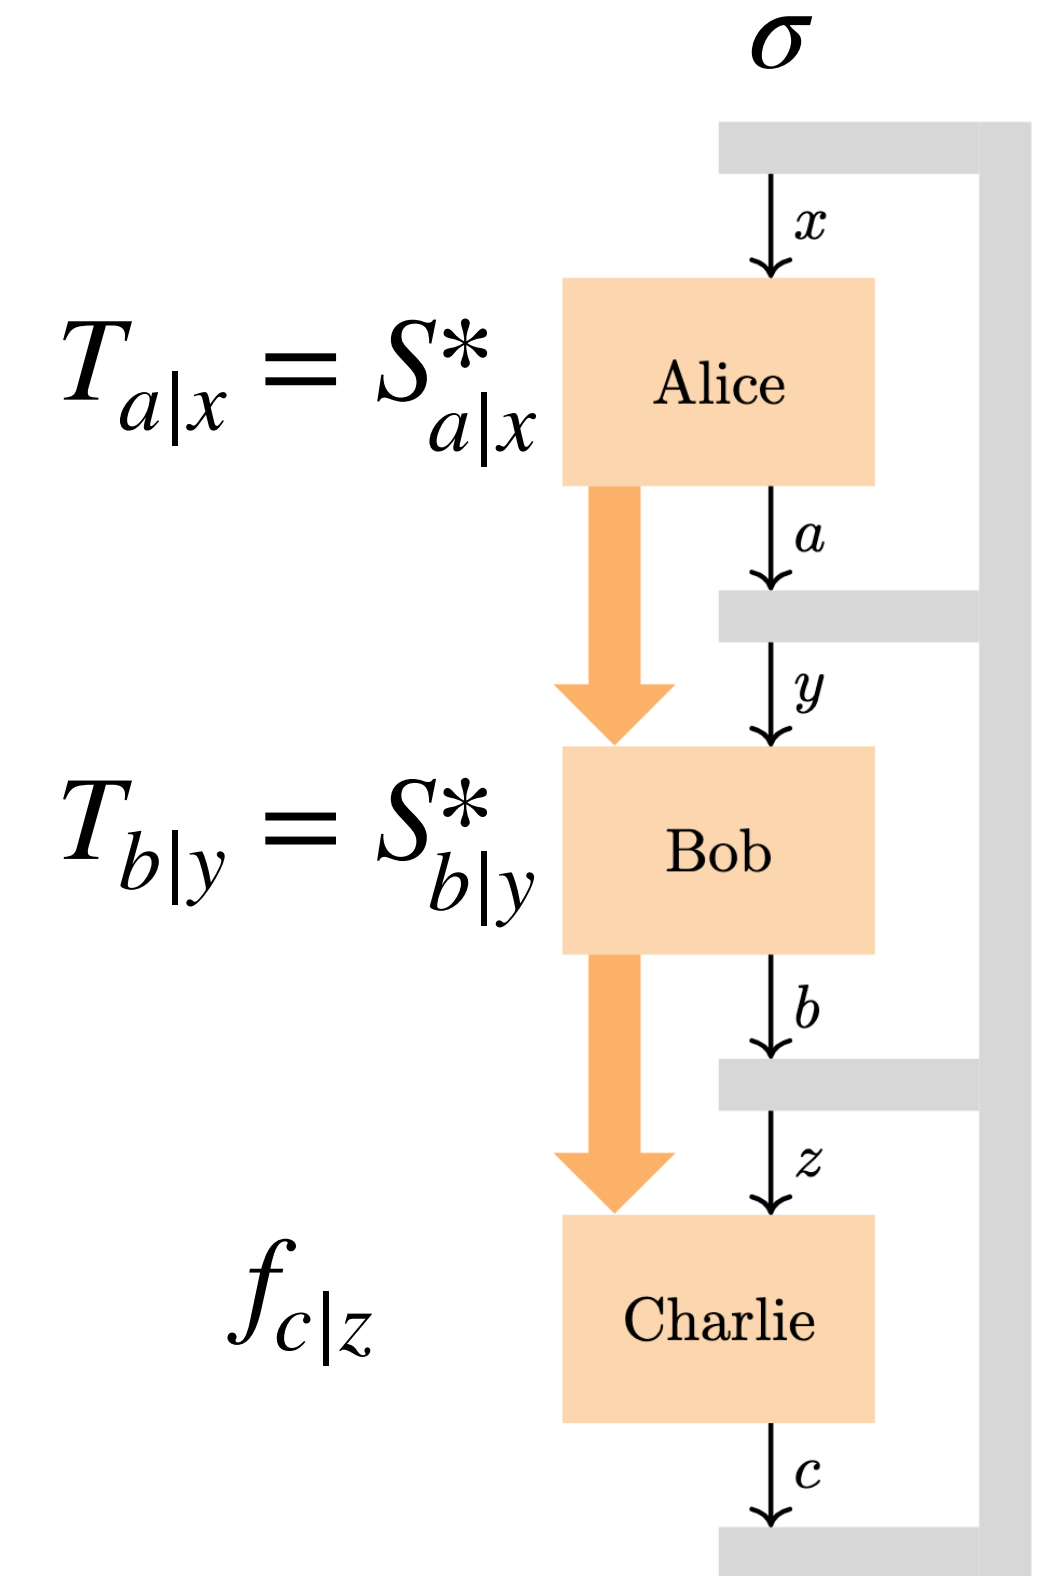 σ
x
T_{a|x} = S^*_{a|x}
Alice
a
y
T_{b|y} = S^*_{b|y}
Bob
b
z
f_{c|z}
Charlie
c